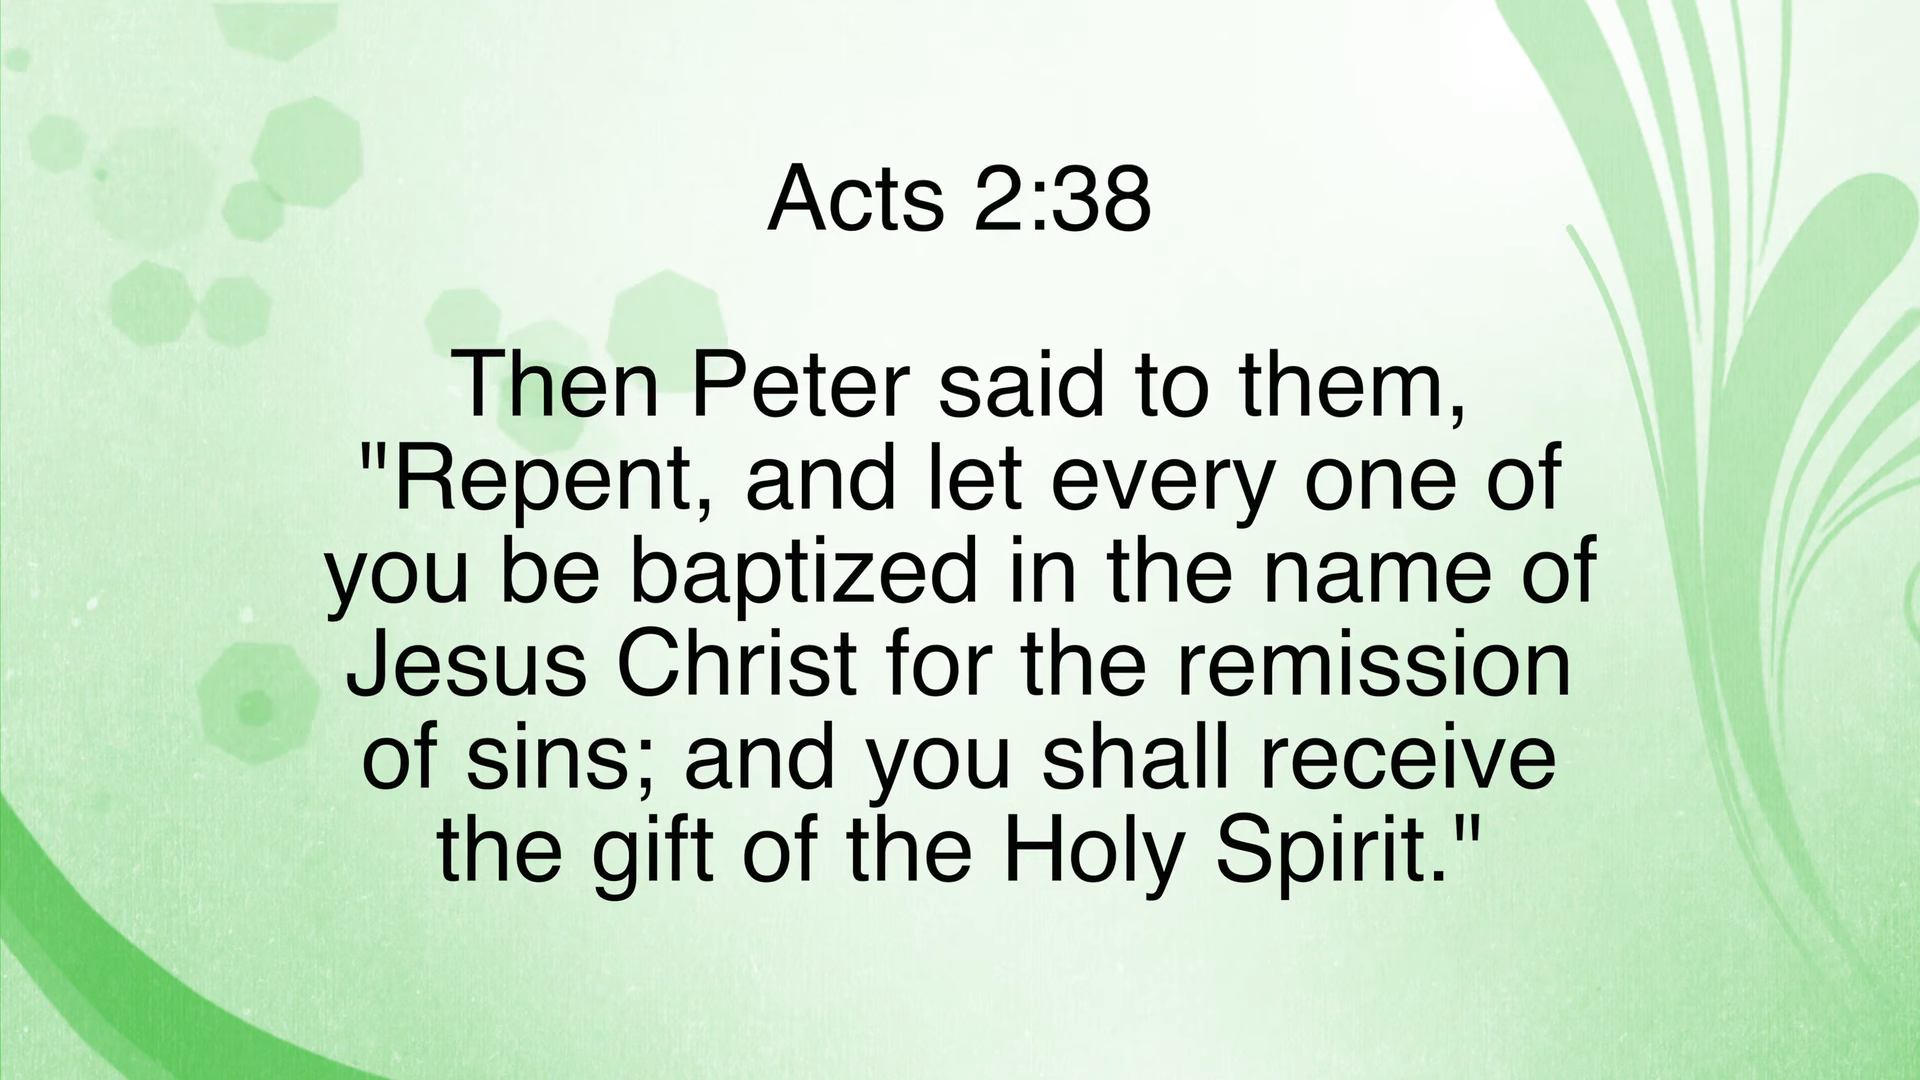 Acts 2:38
Then Peter said to them,
"Repent, and let every one of
you be baptized in the name of
Jesus Christ for the remission
of sins; and you shall receive
the gift of the Holy Spirit."